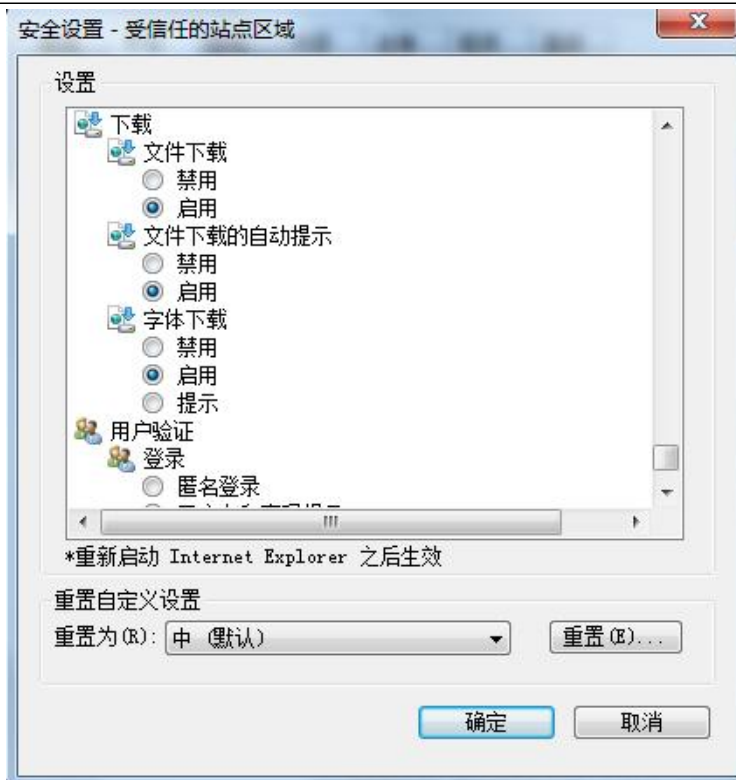 安全设置 - 受信任的站点区域
设置
下载
文件下载
禁用
启用
文件下载的自动提示
禁用
启用
字体下载
禁用
启用
提示
用户验证
登录
匿名登录
*重新启动 Internet Explorer 之后生效
重置自定义设置
重置为(R): 中 (默认) 重置(E)...
确定 取消